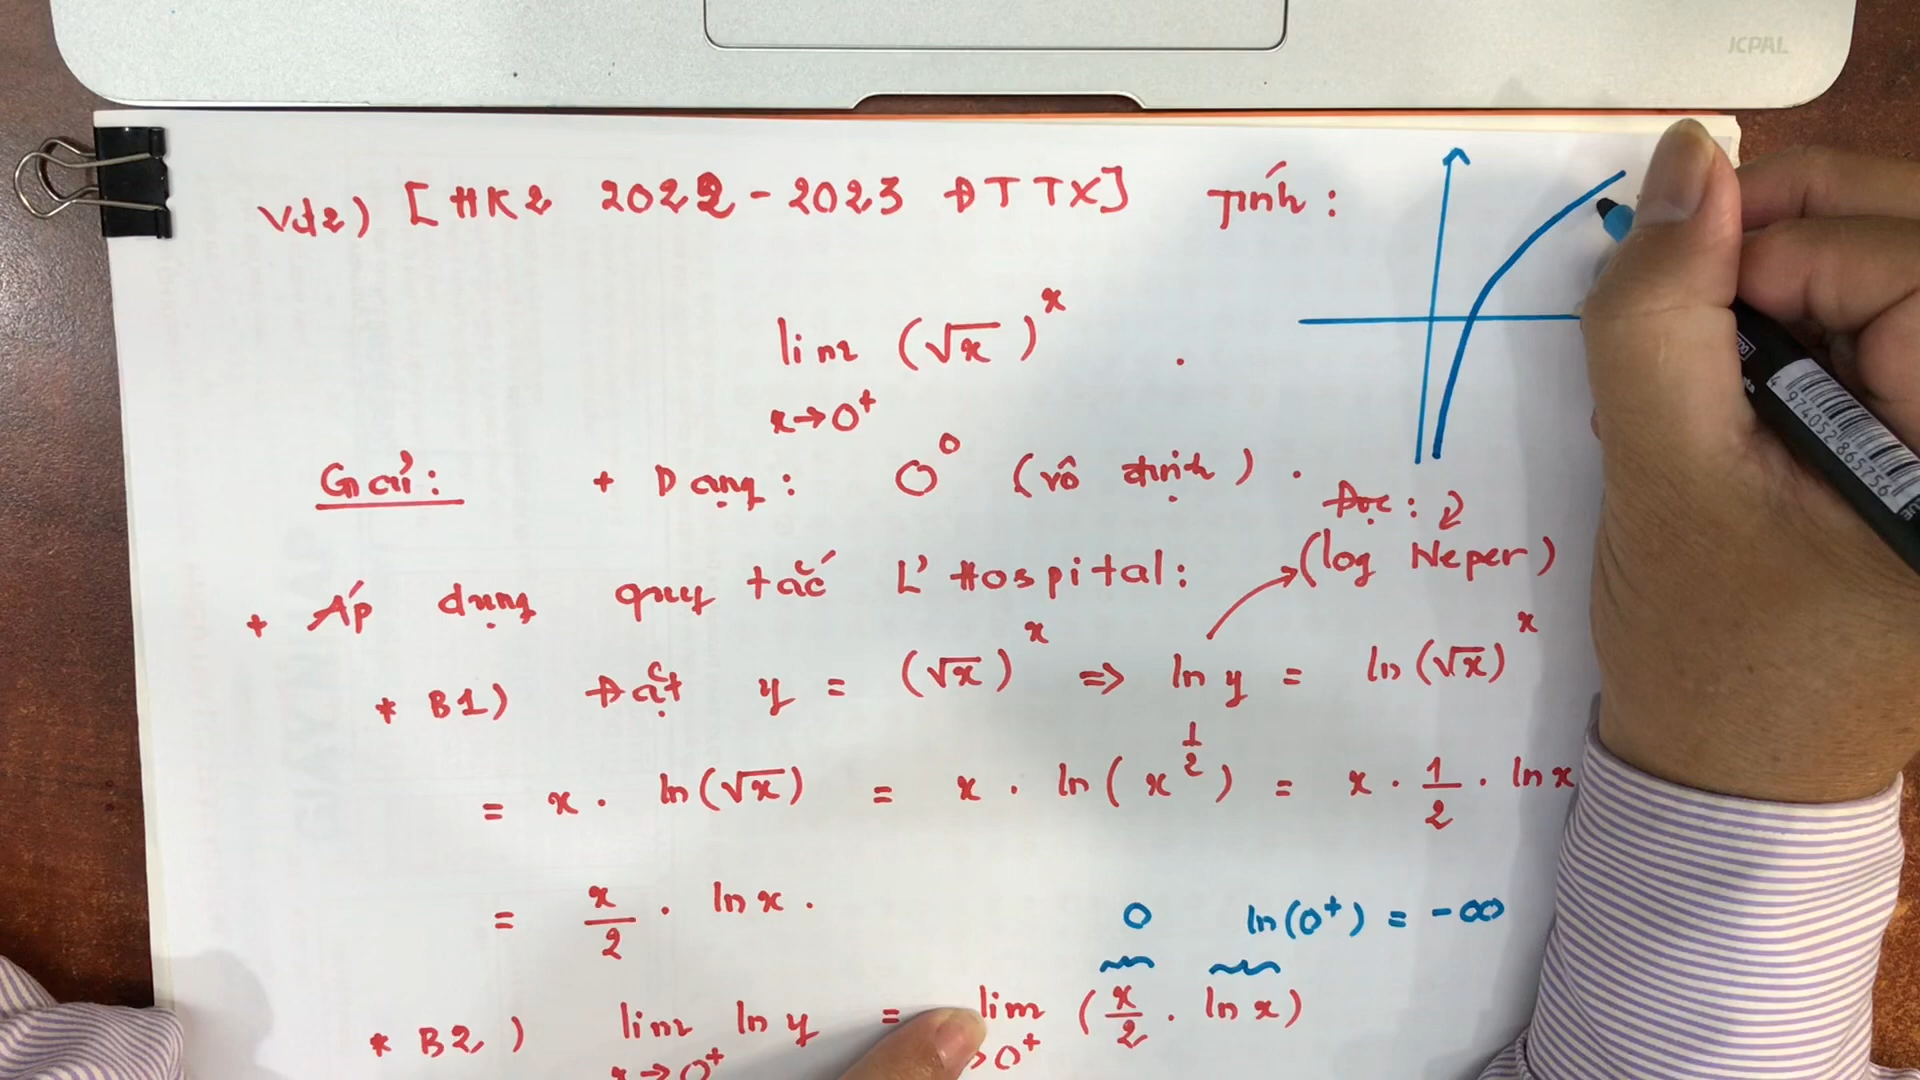 JCPAL
Vd2) [HK2 2022-2023 ĐTTX] Tính:
lim (√x)^x .
x→0⁺
Giải: + Dạng: 0⁰ (vô định).
Đọc:
(log Neper)
+ Áp dụng quy tắc L'Hospital:
* B1) Đặt y = (√x)^x ⇒ ln y = ln(√x)^x
= x . ln(√x) = x . ln(x^½) = x . 1/2 . ln x
= x/2 . ln x .
0 ln(0⁺) = -∞
* B2) lim ln y = lim (x/2 . ln x)
x→0⁺ →0⁺
4974052865756